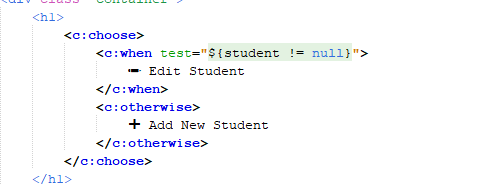 <div class="container">
<h1>
<c:choose>
<c:when test="${student != null}">
✏️ Edit Student
</c:when>
<c:otherwise>
➕ Add New Student
</c:otherwise>
</c:choose>
</h1>